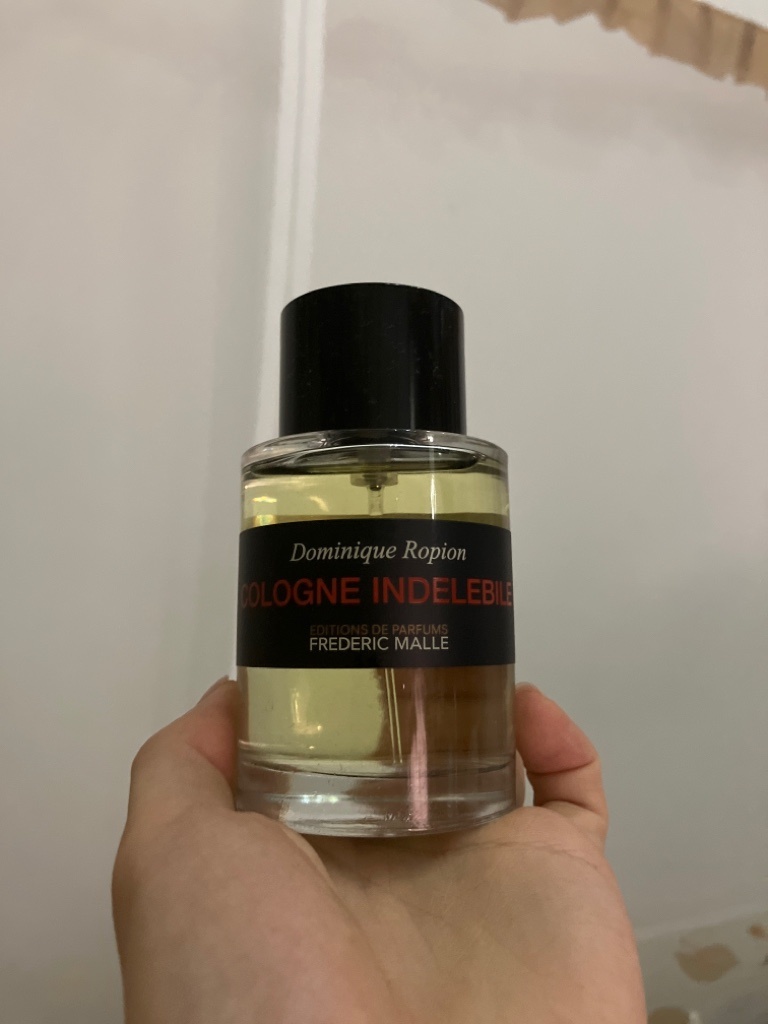 Dominique Ropion
COLOGNE INDELEBILE
EDITIONS DE PARFUMS
FREDERIC MALLE